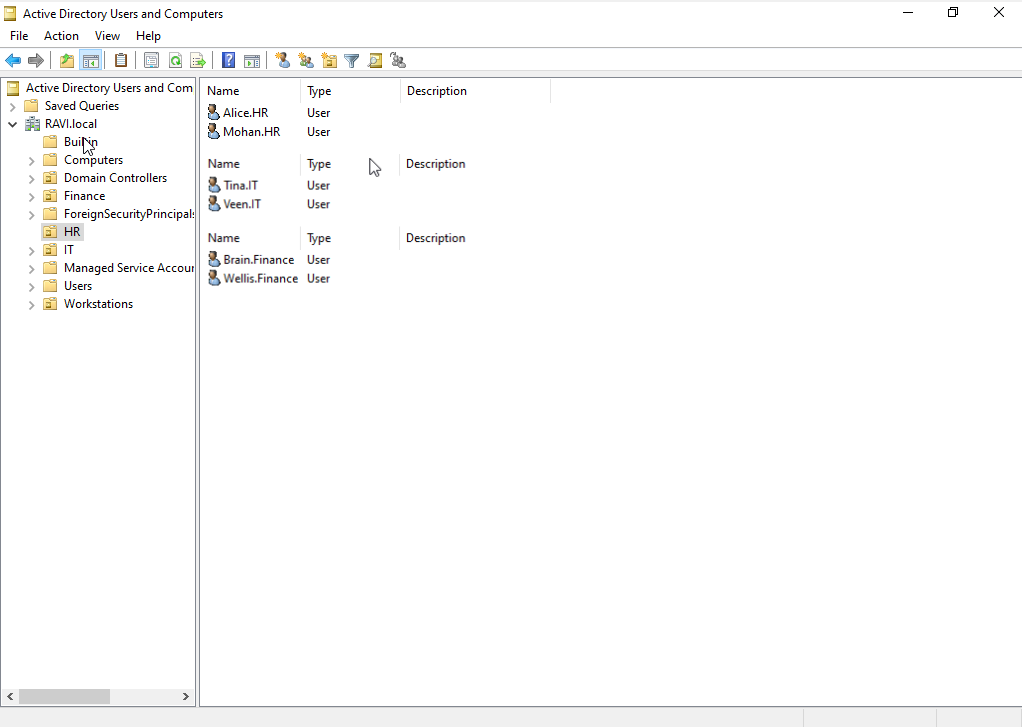 Active Directory Users and Computers
File Action View Help
Active Directory Users and Com
Saved Queries
RAVI.local
Builtin
Computers
Domain Controllers
Finance
ForeignSecurityPrincipals
HR
IT
Managed Service Accour
Users
Workstations
Name Type Description
Alice.HR User
Mohan.HR User
Name Type Description
Tina.IT User
Veen.IT User
Name Type Description
Brain.Finance User
Wellis.Finance User